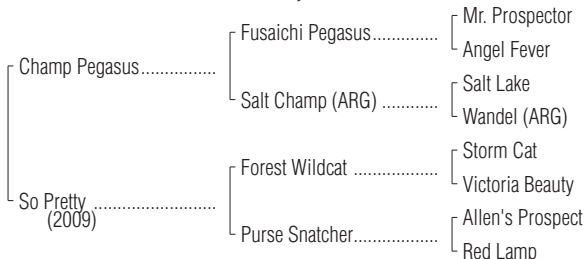 Mr. Prospector
Fusaichi Pegasus..............
Angel Fever
Champ Pegasus................
Salt Lake
Salt Champ (ARG) ............
Wandel (ARG)
Storm Cat
Forest Wildcat ..................
Victoria Beauty
So Pretty ..........................
(2009)
Allen's Prospect
Purse Snatcher..................
Red Lamp